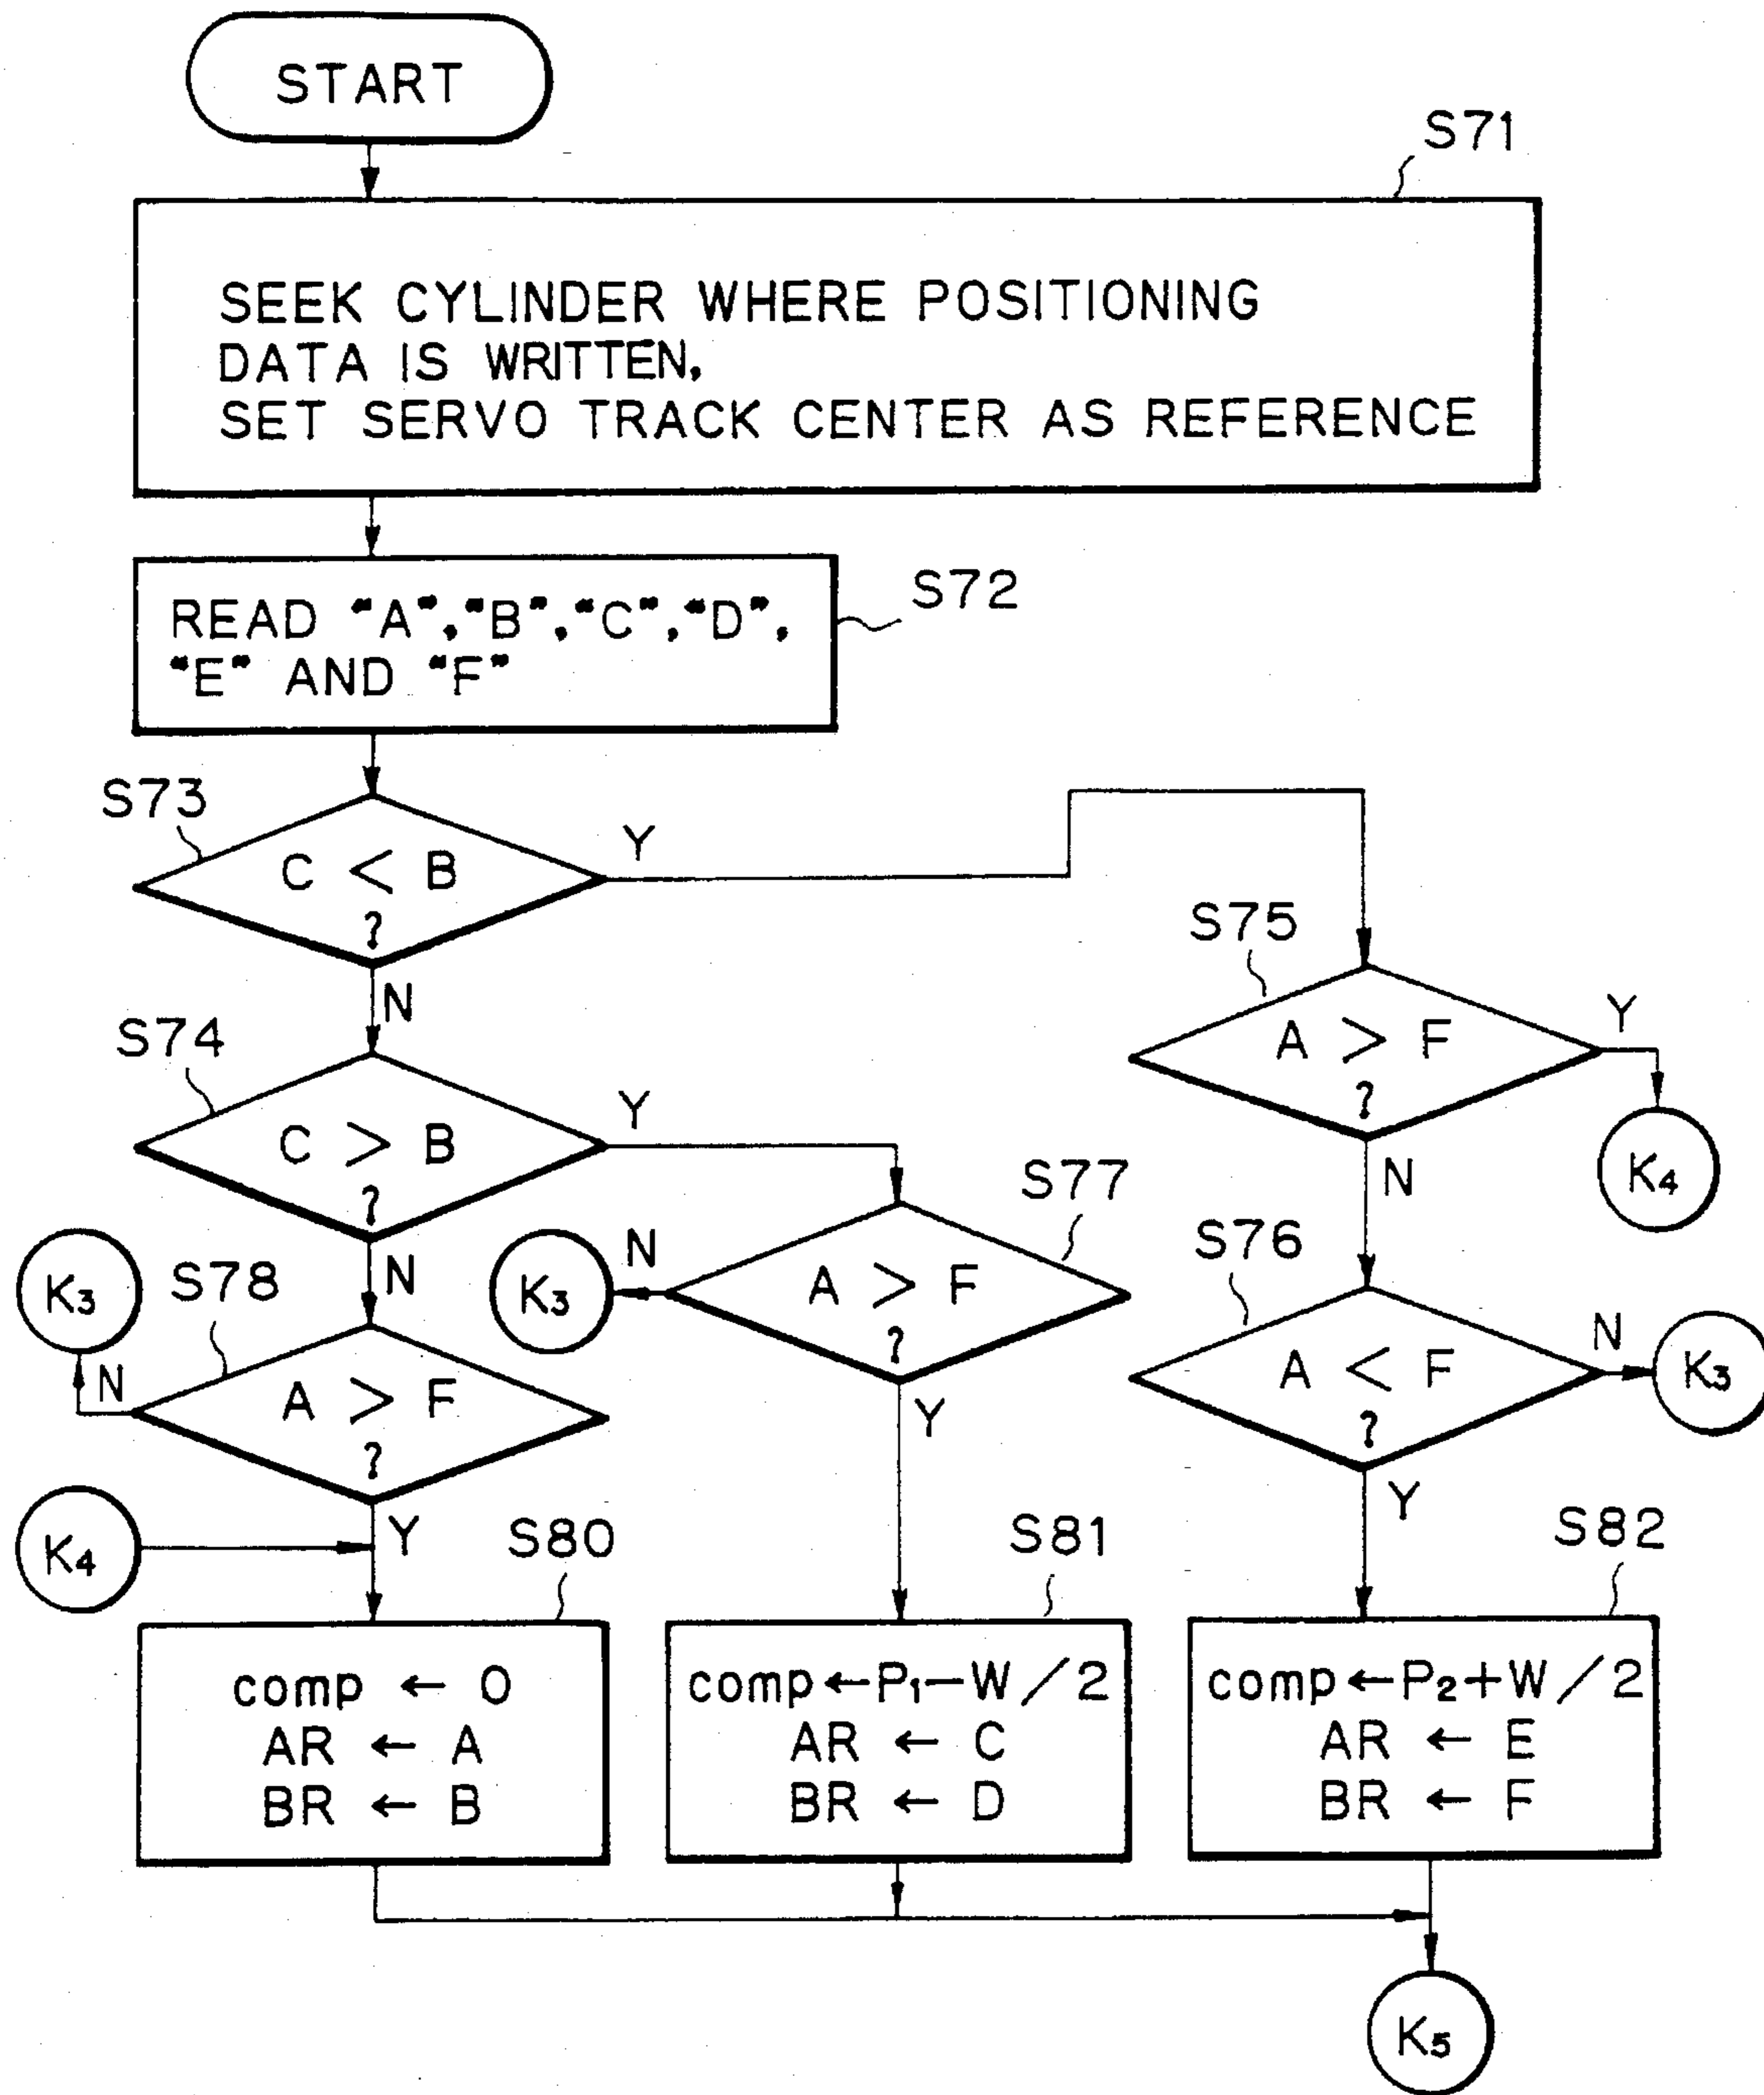 START
S71
SEEK CYLINDER WHERE POSITIONING
DATA IS WRITTEN,
SET SERVO TRACK CENTER AS REFERENCE
S72
READ "A","B","C","D",
"E" AND "F"
S73
C < B
?
Y
N
S75
A > F
?
Y
K4
N
S74
C > B
?
Y
N
S77
A > F
?
N
K3
Y
S76
A < F
?
N
K3
Y
K3
S78
N
A > F
?
Y
K4
S80
comp ← 0
AR ← A
BR ← B
S81
comp ← P1 − W / 2
AR ← C
BR ← D
S82
comp ← P2 + W / 2
AR ← E
BR ← F
K5